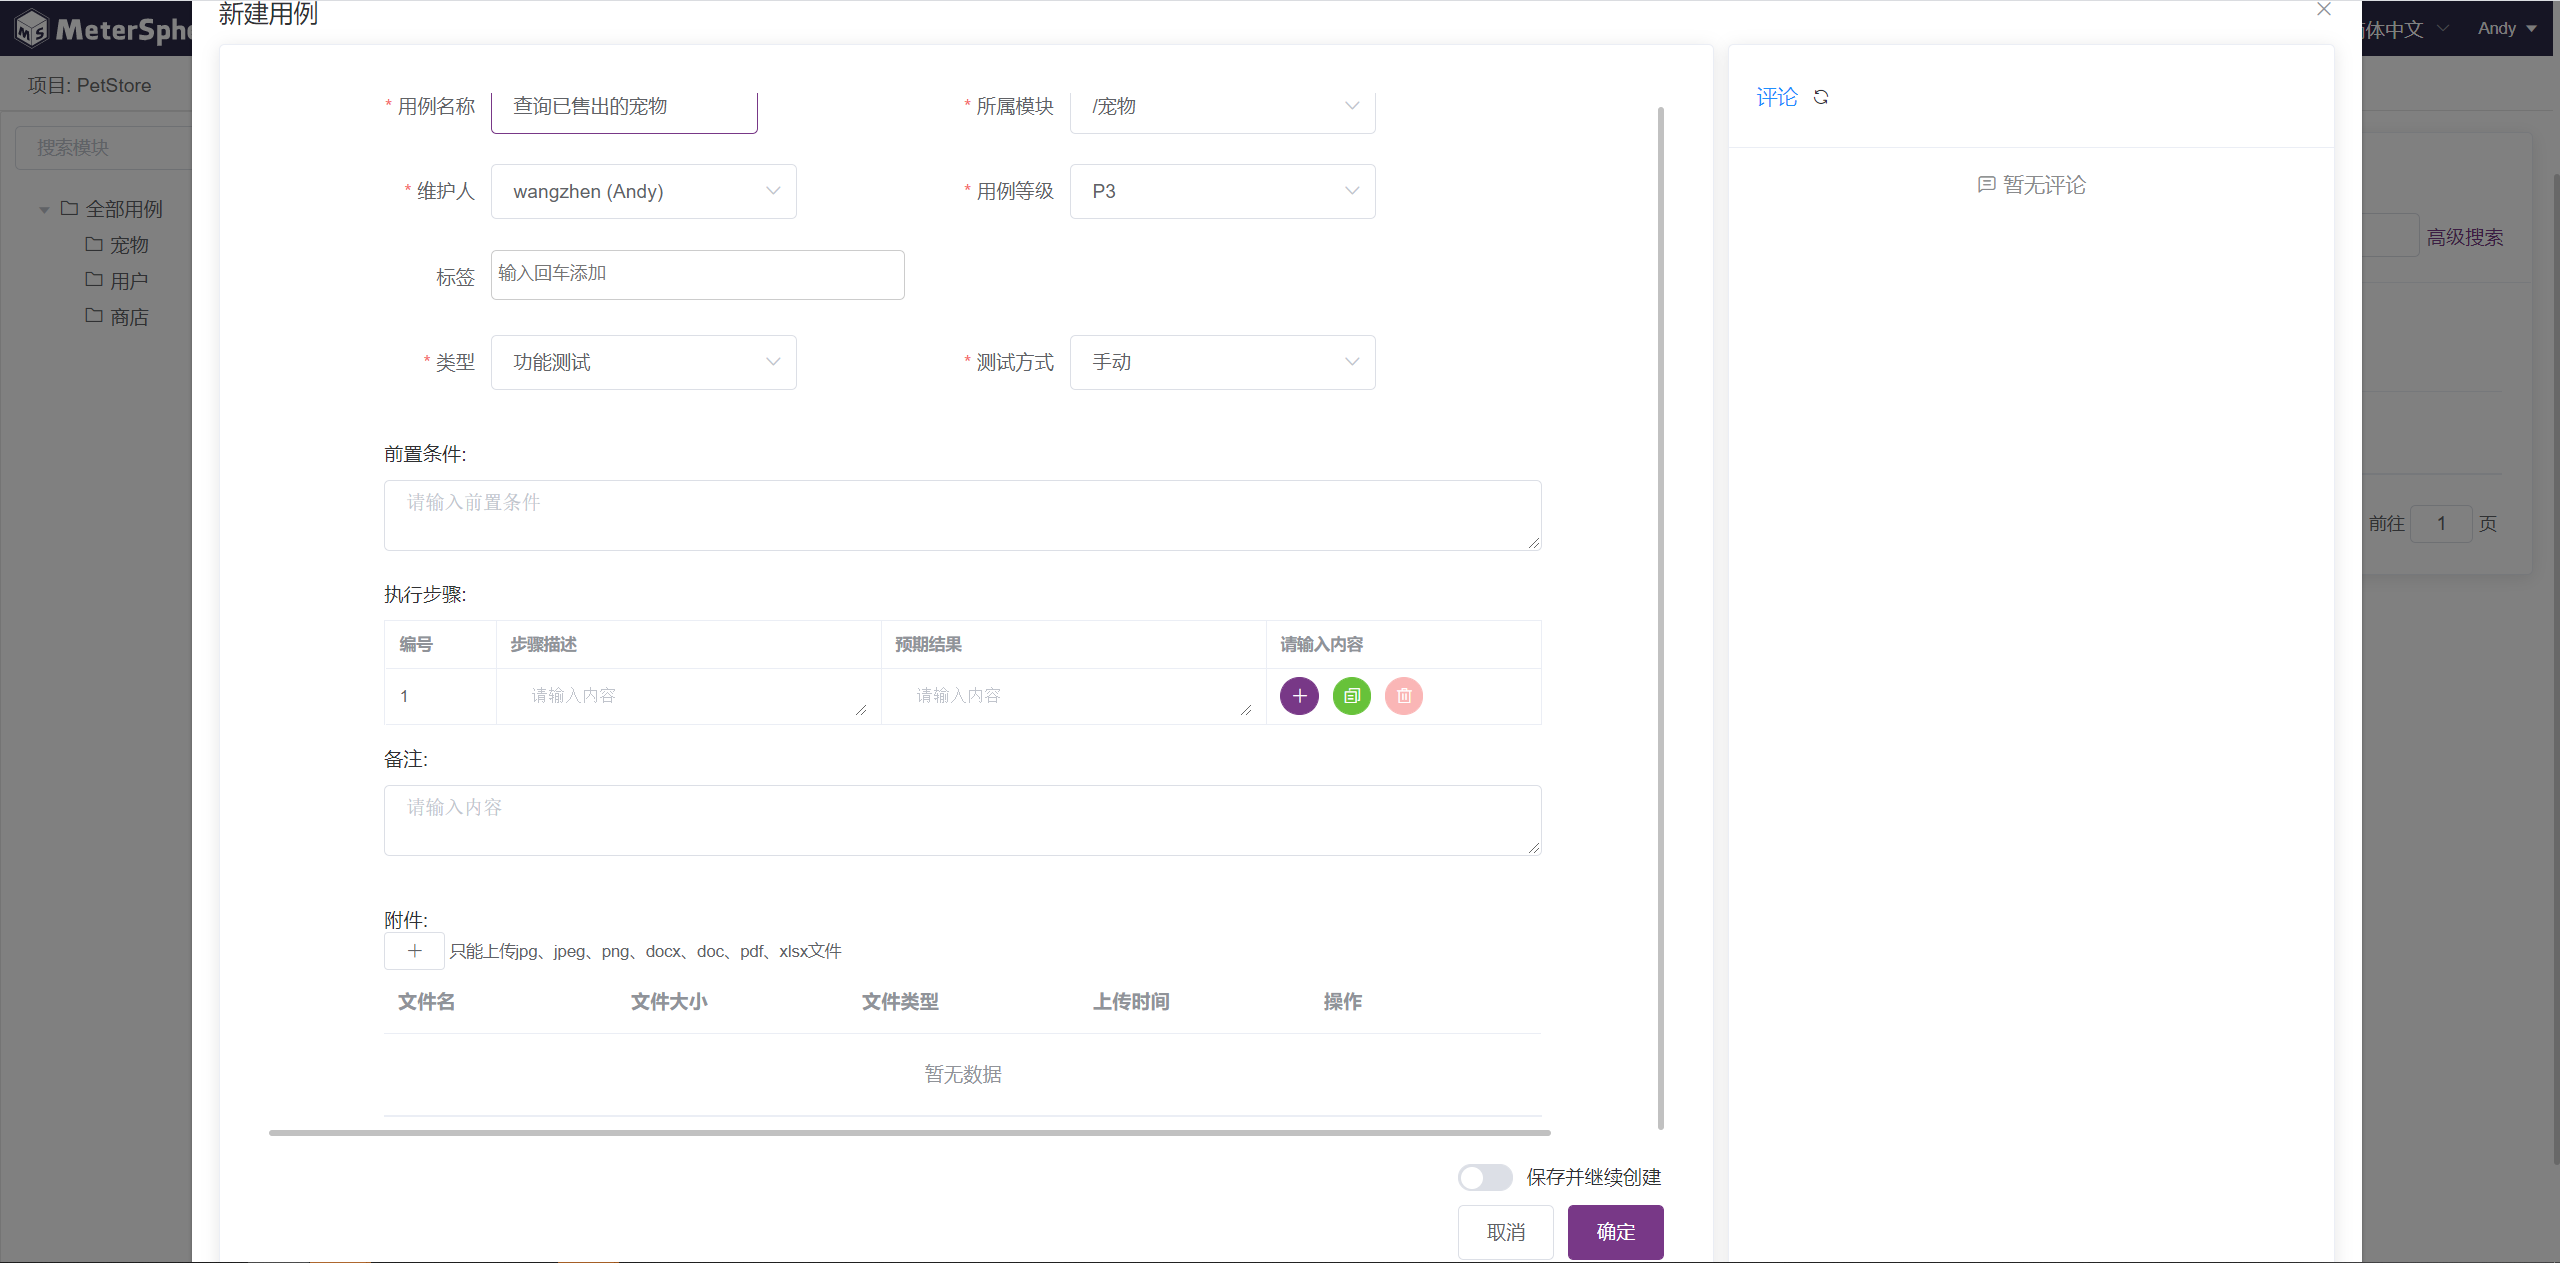 新建用例
MeterSph
体中文
Andy
项目: PetStore
搜索模块
全部用例
宠物
用户
商店
* 用例名称 查询已售出的宠物
* 所属模块 /宠物
* 维护人 wangzhen (Andy)
* 用例等级 P3
标签 输入回车添加
* 类型 功能测试
* 测试方式 手动
前置条件:
请输入前置条件
执行步骤:
编号 步骤描述 预期结果 请输入内容
1 请输入内容 请输入内容
备注:
请输入内容
附件:
只能上传jpg、jpeg、png、docx、doc、pdf、xlsx文件
文件名 文件大小 文件类型 上传时间 操作
暂无数据
保存并继续创建
取消 确定
评论
暂无评论
高级搜索
前往 1 页